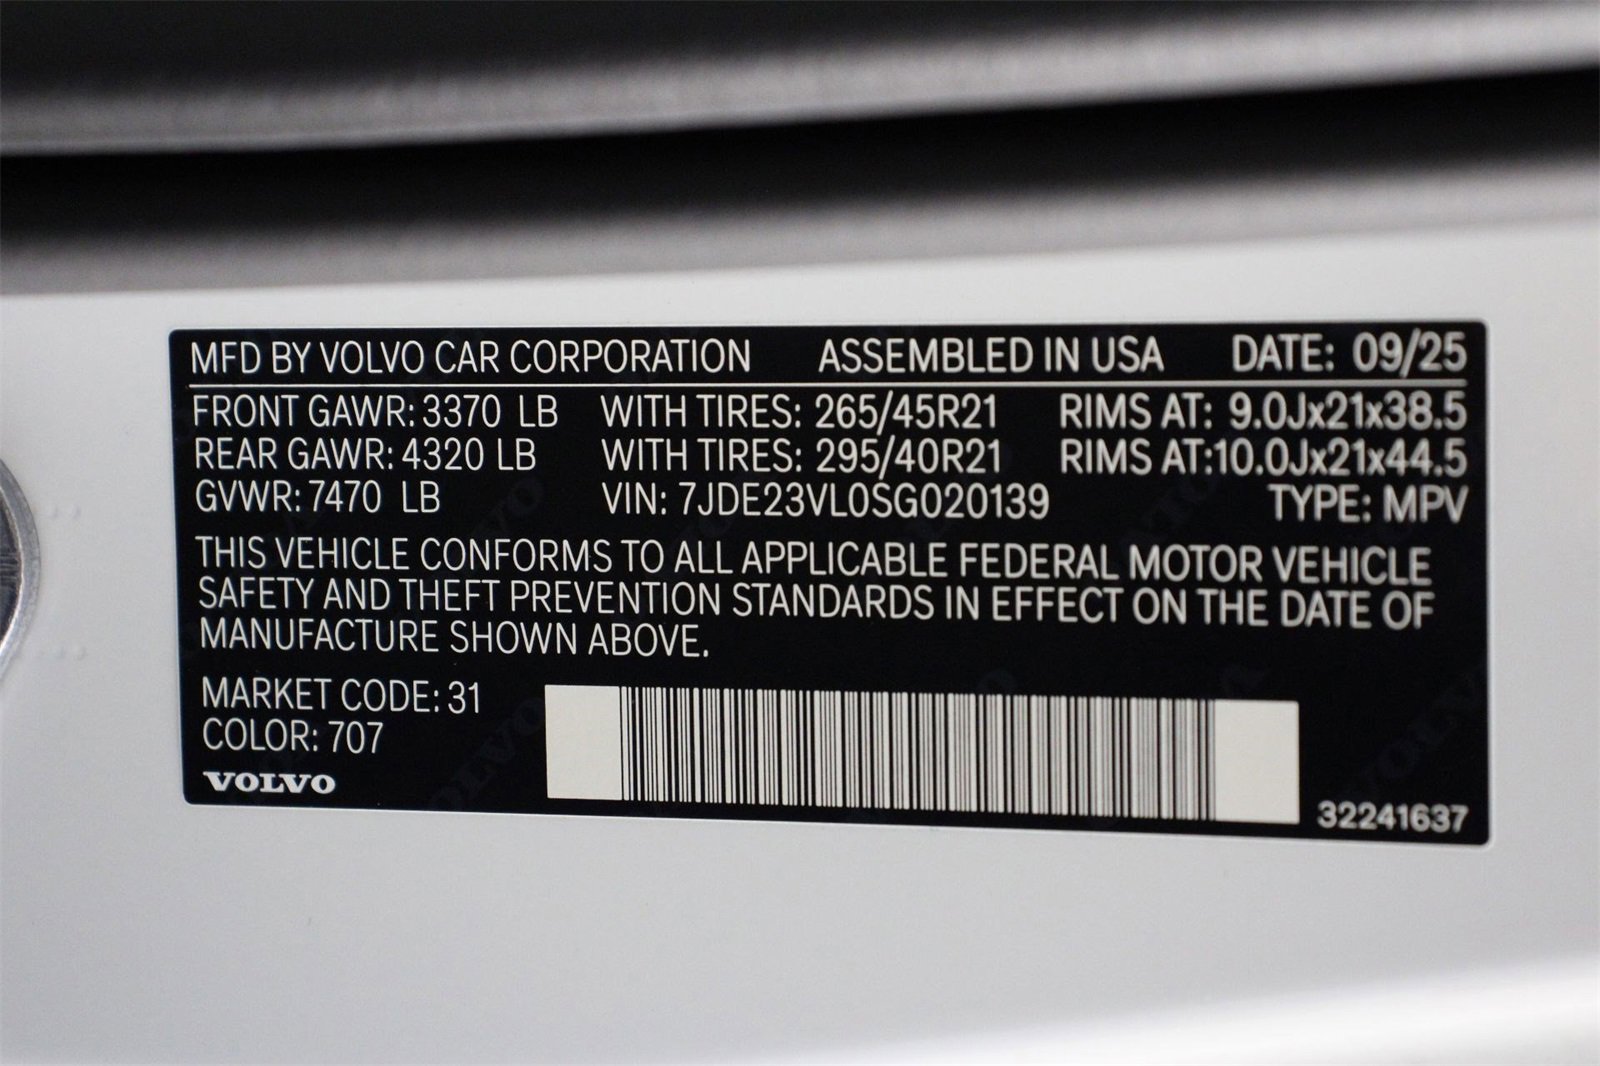 MFD BY VOLVO CAR CORPORATION ASSEMBLED IN USA DATE: 09/25
FRONT GAWR: 3370 LB WITH TIRES: 265/45R21 RIMS AT: 9.0Jx21x38.5
REAR GAWR: 4320 LB WITH TIRES: 295/40R21 RIMS AT:10.0Jx21x44.5
GVWR: 7470 LB VIN: 7JDE23VL0SG020139 TYPE: MPV
THIS VEHICLE CONFORMS TO ALL APPLICABLE FEDERAL MOTOR VEHICLE
SAFETY AND THEFT PREVENTION STANDARDS IN EFFECT ON THE DATE OF
MANUFACTURE SHOWN ABOVE.
MARKET CODE: 31
COLOR: 707
VOLVO
32241637